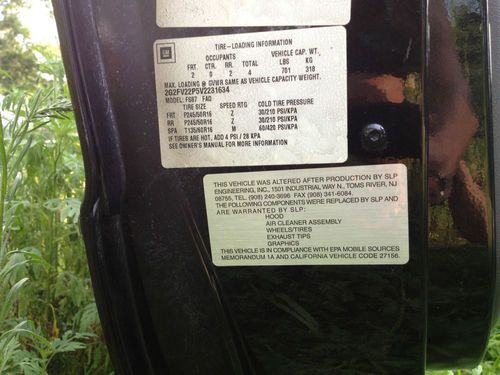 GM
TIRE – LOADING INFORMATION
OCCUPANTS VEHICLE CAP. WT.
FRT CTR. RR. TOTAL LBS KG
2 0 2 4 701 318
MAX. LOADING @ GVWR SAME AS VEHICLE CAPACITY WEIGHT.
2G2FV22P5V2231634
MODEL: FS87 FAQ
TIRE SIZE SPEED RTG COLD TIRE PRESSURE
FRT P245/50R16 Z 30/210 PSI/KPA
RR P245/50R16 Z 30/210 PSI/KPA
SPA T135/80R16 M 60/420 PSI/KPA
IF TIRES ARE HOT, ADD 4 PSI / 28 KPA
SEE OWNER'S MANUAL FOR MORE INFORMATION
THIS VEHICLE WAS ALTERED AFTER PRODUCTION BY SLP
ENGINEERING, INC., 1501 INDUSTRIAL WAY N., TOMS RIVER, NJ
08755, TEL: (908) 240-3696 FAX (908) 341-6084.
THE FOLLOWING COMPONENTS WERE REPLACED BY SLP AND
ARE WARRANTED BY SLP:
HOOD
AIR CLEANER ASSEMBLY
WHEELS/TIRES
EXHAUST TIPS
GRAPHICS
THIS VEHICLE IS IN COMPLIANCE WITH EPA MOBILE SOURCES
MEMORANDUM 1A AND CALIFORNIA VEHICLE CODE 27156.